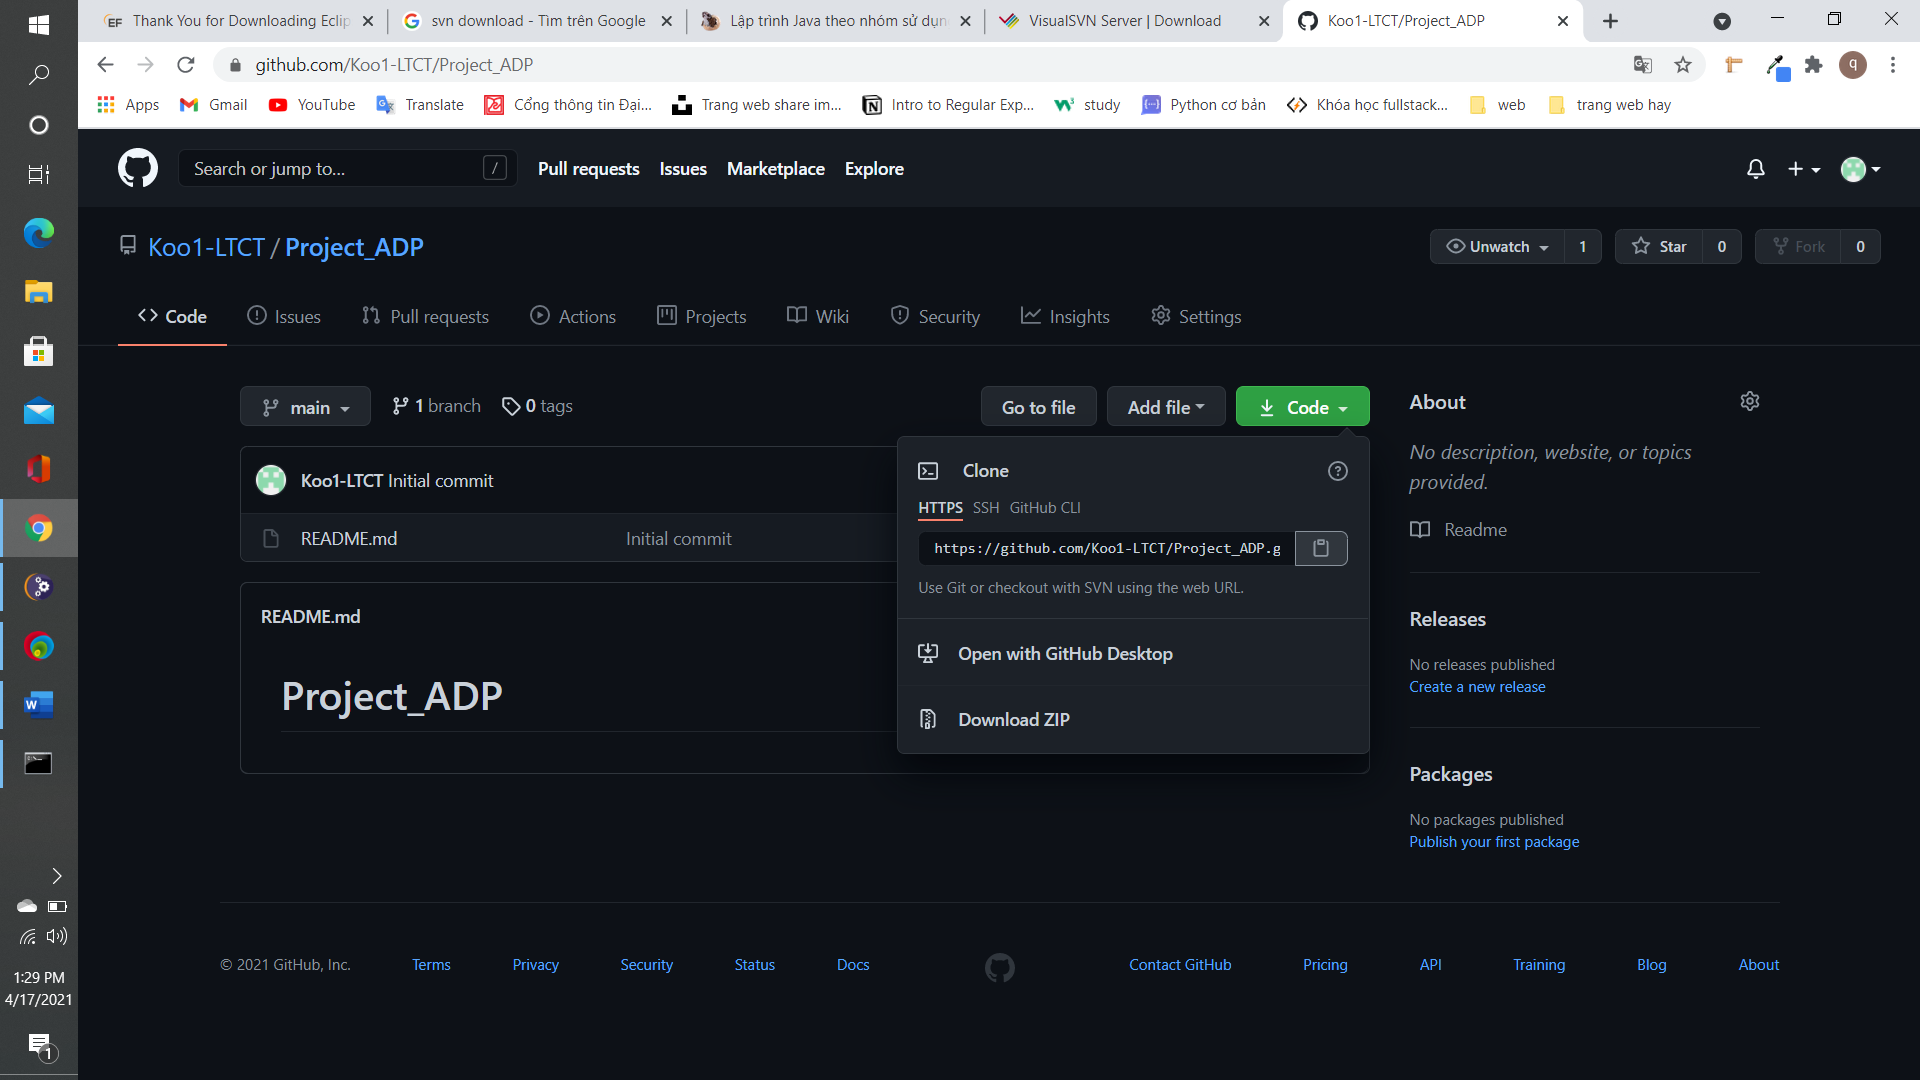 Thank You for Downloading Eclip
svn download - Tìm trên Google
Lập trình Java theo nhóm sử dụn
VisualSVN Server | Download
Koo1-LTCT/Project_ADP
github.com/Koo1-LTCT/Project_ADP
q
Apps
Gmail
YouTube
Translate
Cổng thông tin Đại...
Trang web share im...
Intro to Regular Exp...
study
Python cơ bản
Khóa học fullstack...
web
trang web hay
Search or jump to...
/
Pull requests
Issues
Marketplace
Explore
Koo1-LTCT / Project_ADP
Unwatch 1
Star 0
Fork 0
Code
Issues
Pull requests
Actions
Projects
Wiki
Security
Insights
Settings
main
1 branch
0 tags
Go to file
Add file
Code
Koo1-LTCT Initial commit
README.md
Initial commit
README.md
Project_ADP
Clone
HTTPS SSH GitHub CLI
https://github.com/Koo1-LTCT/Project_ADP.g
Use Git or checkout with SVN using the web URL.
Open with GitHub Desktop
Download ZIP
About
No description, website, or topics
provided.
Readme
Releases
No releases published
Create a new release
Packages
No packages published
Publish your first package
© 2021 GitHub, Inc.
Terms
Privacy
Security
Status
Docs
Contact GitHub
Pricing
API
Training
Blog
About
1:29 PM
4/17/2021
1